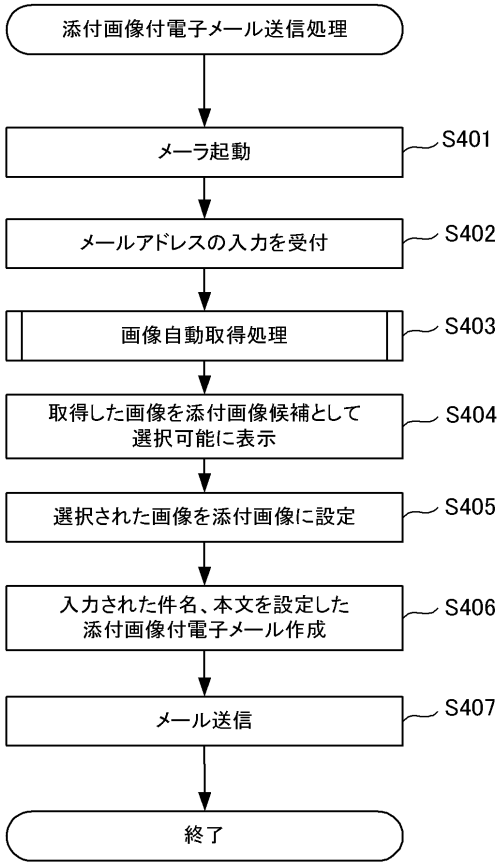 添付画像付電子メール送信処理
メーラ起動
S401
メールアドレスの入力を受付
S402
画像自動取得処理
S403
取得した画像を添付画像候補として
選択可能に表示
S404
選択された画像を添付画像に設定
S405
入力された件名、本文を設定した
添付画像付電子メール作成
S406
メール送信
S407
終了